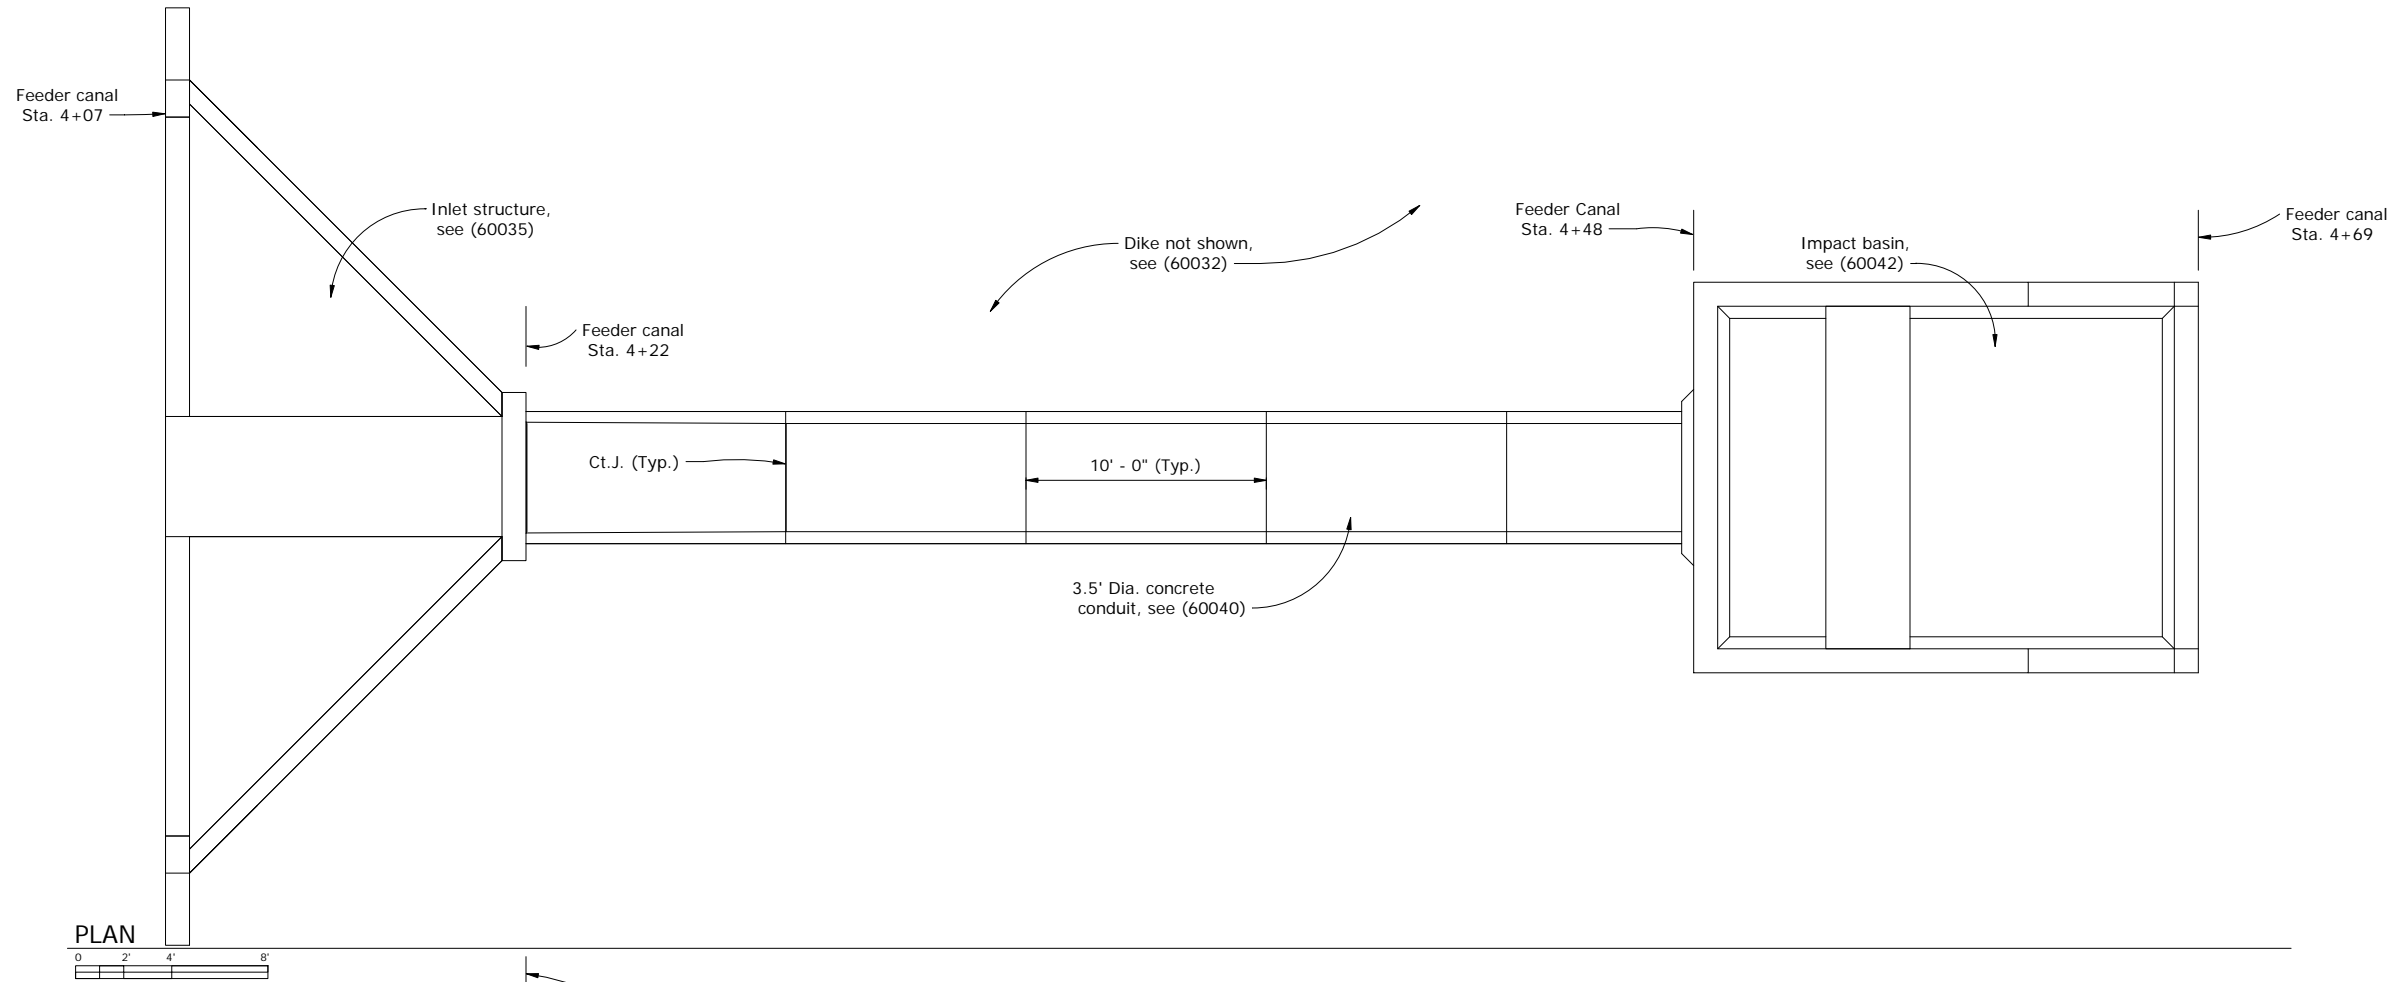 Feeder canal
Sta. 4+07
Inlet structure,
see (60035)
Feeder canal
Sta. 4+22
Dike not shown,
see (60032)
Feeder Canal
Sta. 4+48
Impact basin,
see (60042)
Feeder canal
Sta. 4+69
Ct.J. (Typ.)
10' - 0" (Typ.)
3.5' Dia. concrete
conduit, see (60040)
PLAN
0 2' 4' 8'